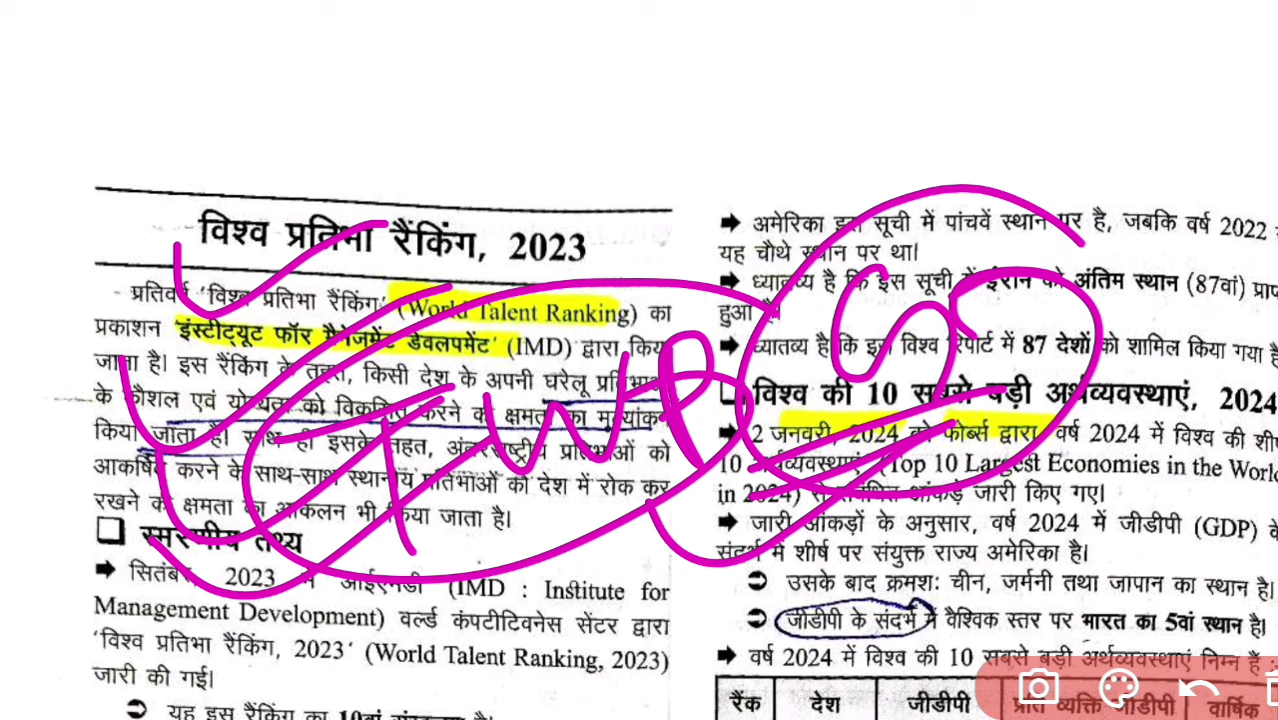 विश्व प्रतिभा रैंकिंग, 2023
प्रतिवर्ष 'विश्व प्रतिभा रैंकिंग' (World Talent Ranking) का
प्रकाशन 'इंस्टीट्यूट फॉर मैनेजमेंट डेवलपमेंट' (IMD) द्वारा किया
जाता है। इस रैंकिंग के तहत, किसी देश के अपनी घरेलू
के कौशल एवं योग्यता को विकसित करने के क्षमता का मूल्यांकन
किया जाता है। साथ ही इसके तहत, अंतरराष्ट्रीय प्रतिभाओं को
आकर्षित करने के साथ-साथ स्थानीय प्रतिभाओं को देश में रोक कर
रखने के क्षमता का आकलन भी किया जाता है।
❑ स्मरणीय तथ्य
➡ सितंबर, 2023 में आईएमडी (IMD : Institute for
Management Development) वर्ल्ड कंपटीटिवनेस सेंटर द्वारा
'विश्व प्रतिभा रैंकिंग, 2023' (World Talent Ranking, 2023)
जारी की गई।
➲ यह इस रैंकिंग का 10वां संस्करण है।
➡ अमेरिका इस सूची में पांचवें स्थान पर है, जबकि वर्ष 2022
यह चौथे स्थान पर था।
➡ ध्यातव्य है कि इस सूची में ईरान को अंतिम स्थान (87वां)
हुआ है।
➡ ध्यातव्य है कि इस विश्व रिपोर्ट में 87 देशों को शामिल किया गया है
❑ विश्व की 10 सबसे बड़ी अर्थव्यवस्थाएं, 2024
➡ 2 जनवरी, 2024 को फोर्ब्स द्वारा वर्ष 2024 में विश्व की
10 अर्थव्यवस्थाएं (Top 10 Largest Economies in the World
in 2024) से संबंधित आंकड़े जारी किए गए।
➡ जारी आंकड़ों के अनुसार, वर्ष 2024 में जीडीपी (GDP) के
संदर्भ में शीर्ष पर संयुक्त राज्य अमेरिका है।
➲ उसके बाद क्रमश: चीन, जर्मनी तथा जापान का स्थान है।
➲ जीडीपी के संदर्भ में वैश्विक स्तर पर भारत का 5वां स्थान है।
➡ वर्ष 2024 में विश्व की 10 सबसे बड़ी अर्थव्यवस्थाएं निम्न हैं :
रैंक देश जीडीपी प्रति व्यक्ति जीडीपी वार्षिक